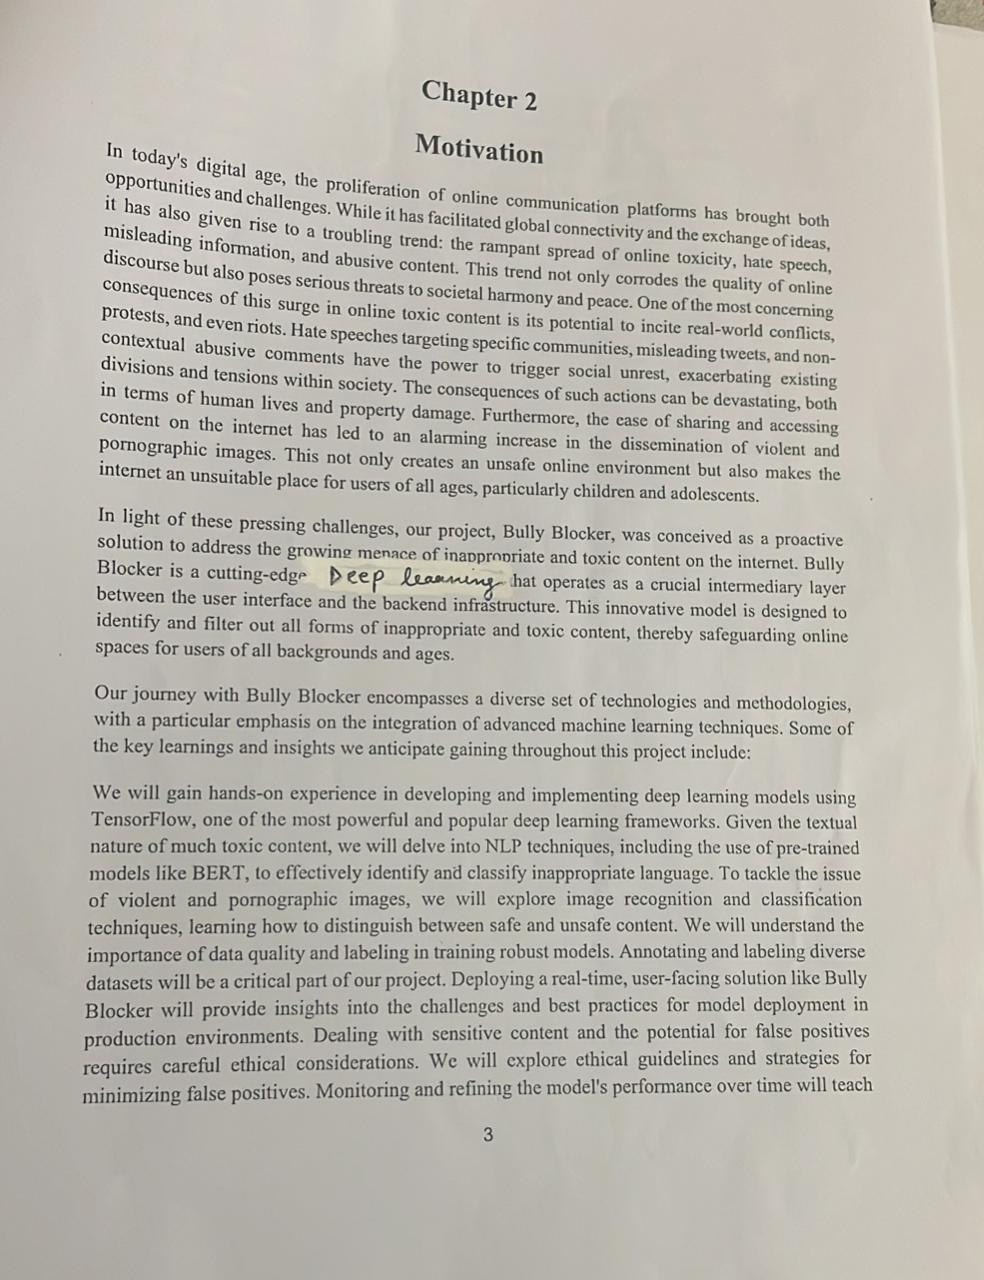 Chapter 2
Motivation
In today's digital age, the proliferation of online communication platforms has brought both
opportunities and challenges. While it has facilitated global connectivity and the exchange of ideas,
it has also given rise to a troubling trend: the rampant spread of online toxicity, hate speech,
misleading information, and abusive content. This trend not only corrodes the quality of online
discourse but also poses serious threats to societal harmony and peace. One of the most concerning
consequences of this surge in online toxic content is its potential to incite real-world conflicts,
protests, and even riots. Hate speeches targeting specific communities, misleading tweets, and non-
contextual abusive comments have the power to trigger social unrest, exacerbating existing
divisions and tensions within society. The consequences of such actions can be devastating, both
in terms of human lives and property damage. Furthermore, the ease of sharing and accessing
content on the internet has led to an alarming increase in the dissemination of violent and
pornographic images. This not only creates an unsafe online environment but also makes the
internet an unsuitable place for users of all ages, particularly children and adolescents.
In light of these pressing challenges, our project, Bully Blocker, was conceived as a proactive
solution to address the growing menace of inappropriate and toxic content on the internet. Bully
Blocker is a cutting-edge Deep learning that operates as a crucial intermediary layer
between the user interface and the backend infrastructure. This innovative model is designed to
identify and filter out all forms of inappropriate and toxic content, thereby safeguarding online
spaces for users of all backgrounds and ages.
Our journey with Bully Blocker encompasses a diverse set of technologies and methodologies,
with a particular emphasis on the integration of advanced machine learning techniques. Some of
the key learnings and insights we anticipate gaining throughout this project include:
We will gain hands-on experience in developing and implementing deep learning models using
TensorFlow, one of the most powerful and popular deep learning frameworks. Given the textual
nature of much toxic content, we will delve into NLP techniques, including the use of pre-trained
models like BERT, to effectively identify and classify inappropriate language. To tackle the issue
of violent and pornographic images, we will explore image recognition and classification
techniques, learning how to distinguish between safe and unsafe content. We will understand the
importance of data quality and labeling in training robust models. Annotating and labeling diverse
datasets will be a critical part of our project. Deploying a real-time, user-facing solution like Bully
Blocker will provide insights into the challenges and best practices for model deployment in
production environments. Dealing with sensitive content and the potential for false positives
requires careful ethical considerations. We will explore ethical guidelines and strategies for
minimizing false positives. Monitoring and refining the model's performance over time will teach
3